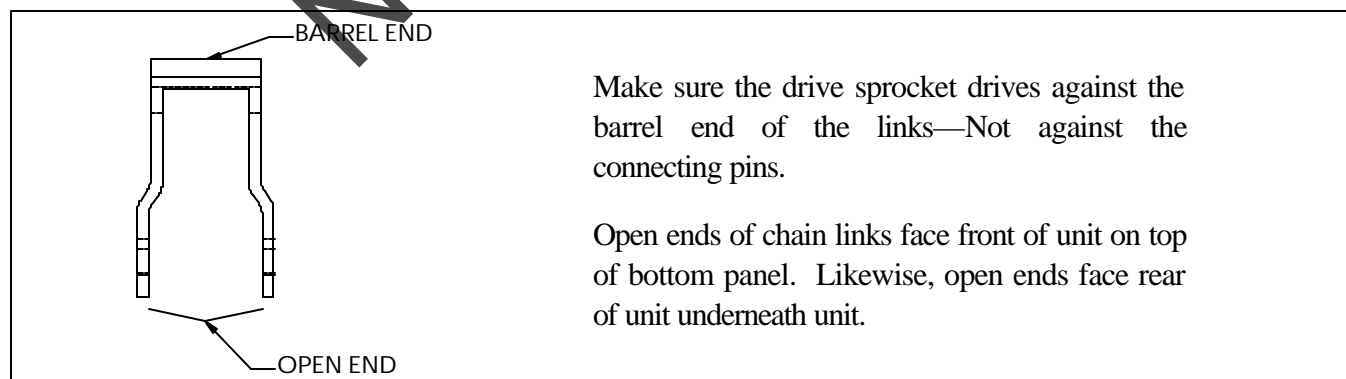 BARREL END
Make sure the drive sprocket drives against the
barrel end of the links—Not against the
connecting pins.
Open ends of chain links face front of unit on top
of bottom panel. Likewise, open ends face rear
of unit underneath unit.
OPEN END